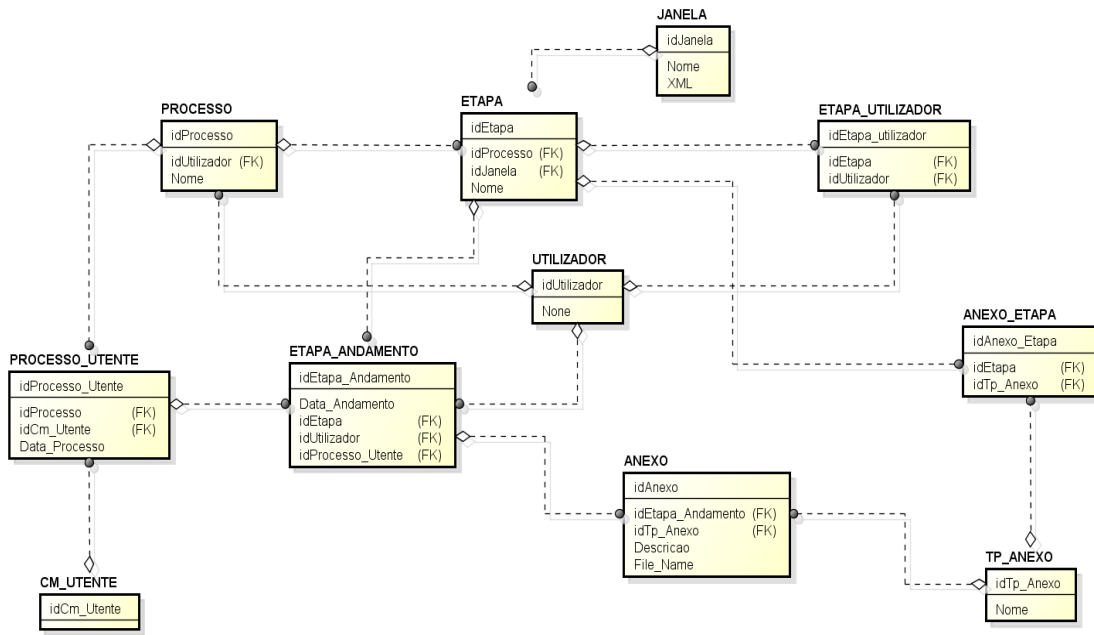 JANELA
idJanela
Nome
XML
PROCESSO
idProcesso
idUtilizador (FK)
Nome
ETAPA
idEtapa
idProcesso (FK)
idJanela (FK)
Nome
ETAPA_UTILIZADOR
idEtapa_utilizador
idEtapa (FK)
idUtilizador (FK)
UTILIZADOR
idUtilizador
None
PROCESSO_UTENTE
idProcesso_Utente
idProcesso (FK)
idCm_Utente (FK)
Data_Processo
ETAPA_ANDAMENTO
idEtapa_Andamento
Data_Andamento
idEtapa (FK)
idUtilizador (FK)
idProcesso_Utente (FK)
ANEXO_ETAPA
idAnexo_Etapa
idEtapa (FK)
idTp_Anexo (FK)
ANEXO
idAnexo
idEtapa_Andamento (FK)
idTp_Anexo (FK)
Descricao
File_Name
CM_UTENTE
idCm_Utente
TP_ANEXO
idTp_Anexo
Nome